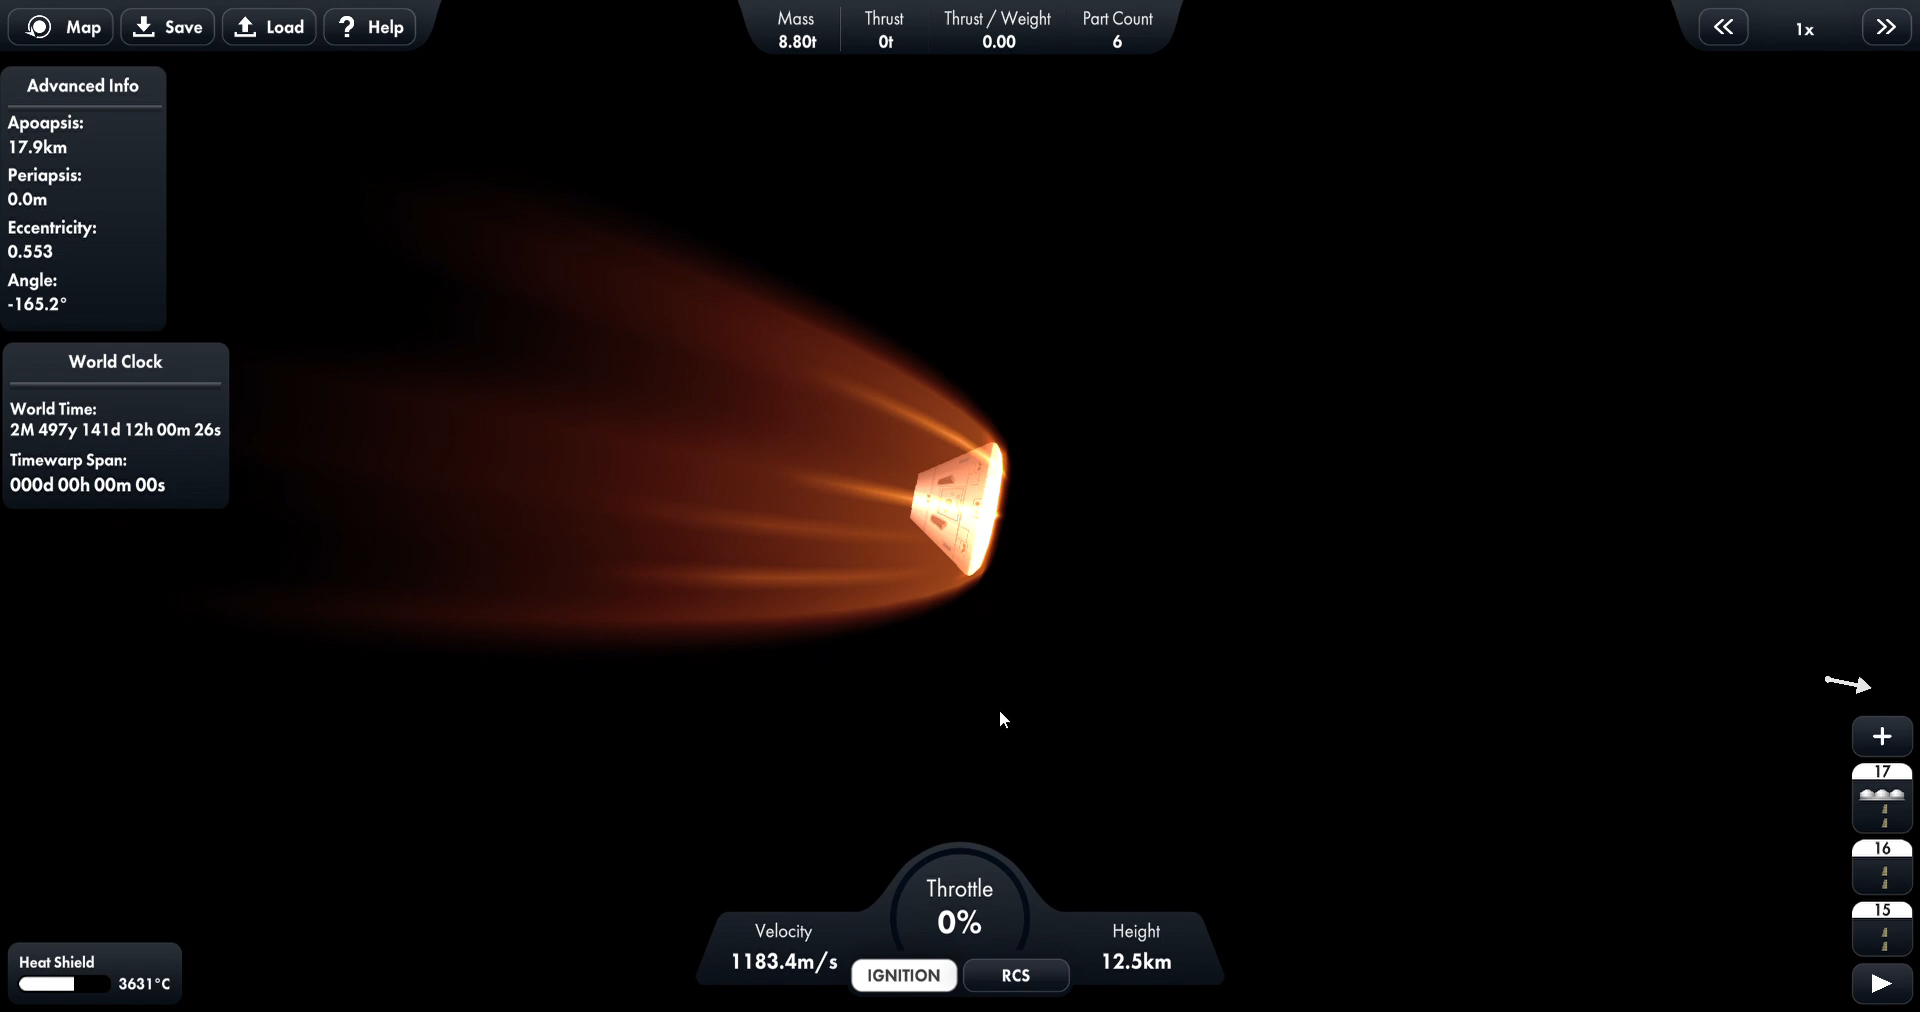 Map
Save
Load
? Help
Mass
8.80t
Thrust
0t
Thrust / Weight
0.00
Part Count
6
1x
Advanced Info
Apoapsis:
17.9km
Periapsis:
0.0m
Eccentricity:
0.553
Angle:
-165.2°
World Clock
World Time:
2M 497y 141d 12h 00m 26s
Timewarp Span:
000d 00h 00m 00s
17
16
15
Throttle
0%
Velocity
1183.4m/s
Height
12.5km
IGNITION
RCS
Heat Shield
3631°C